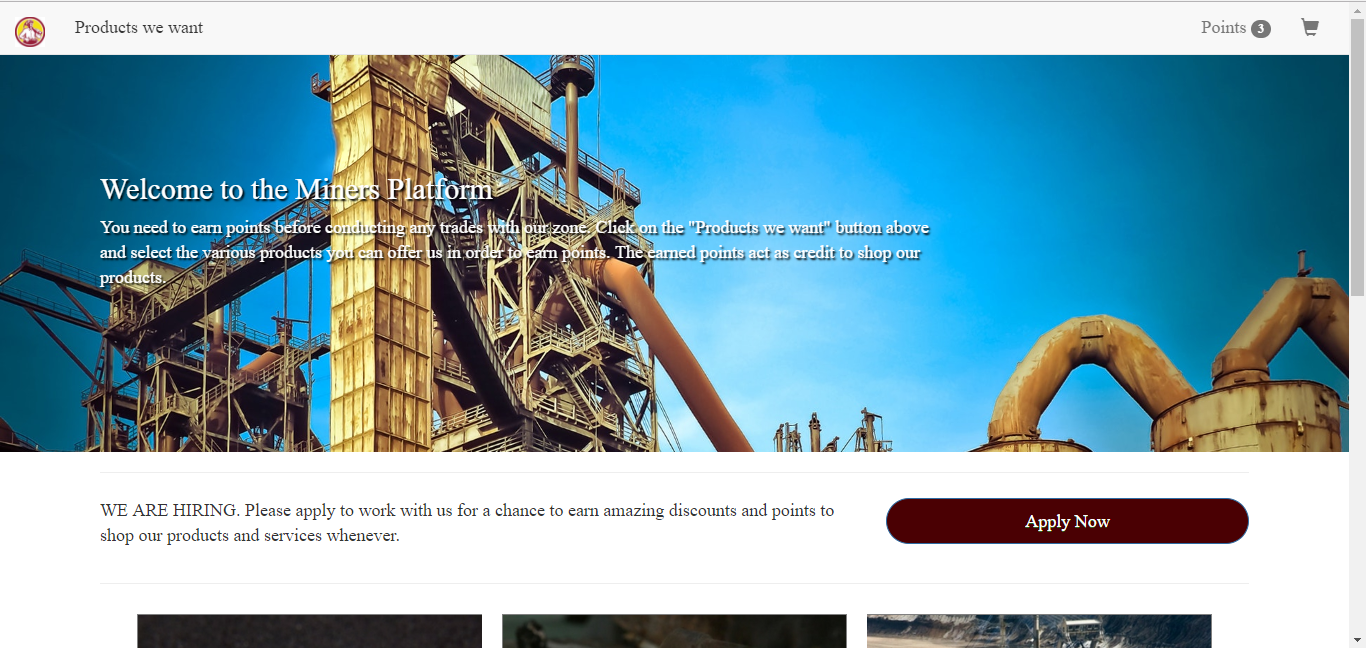 Products we want
Points 3
Welcome to the Miners Platform
You need to earn points before conducting any trades with our zone. Click on the "Products we want" button above
and select the various products you can offer us in order to earn points. The earned points act as credit to shop our
products.
WE ARE HIRING. Please apply to work with us for a chance to earn amazing discounts and points to
shop our products and services whenever.
Apply Now